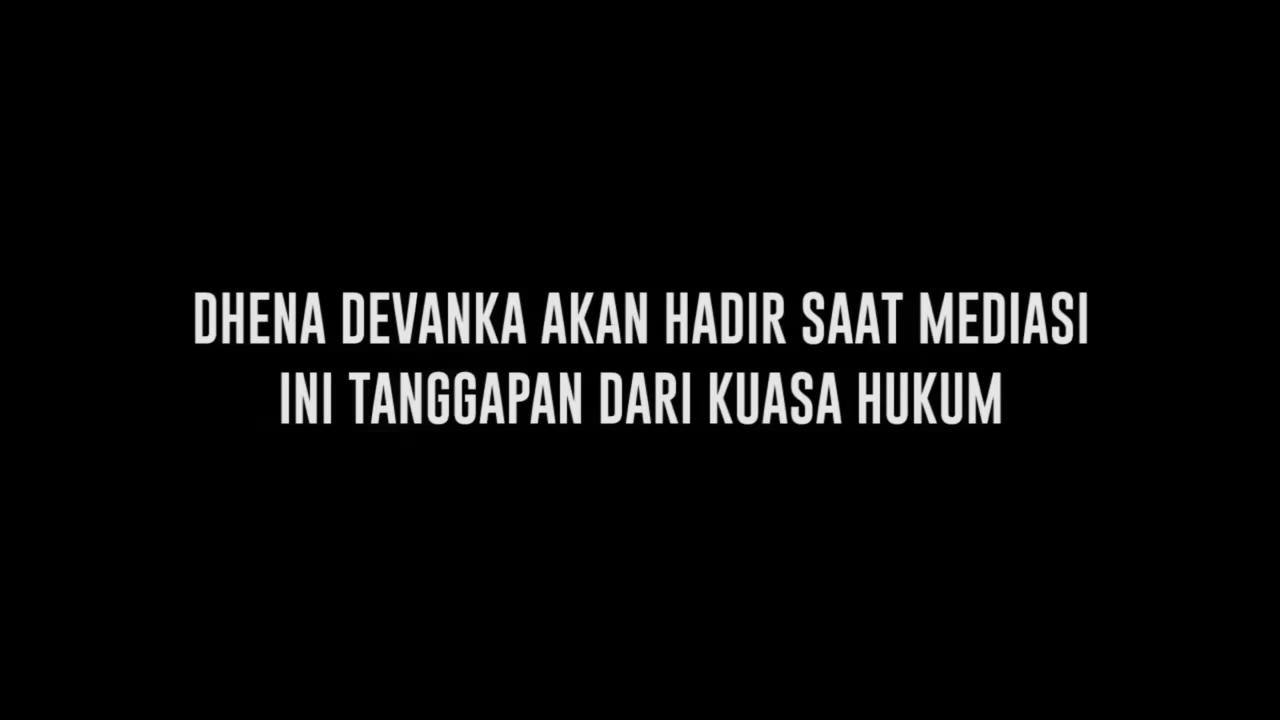 DHENA DEVANKA AKAN HADIR SAAT MEDIASI
INI TANGGAPAN DARI KUASA HUKUM